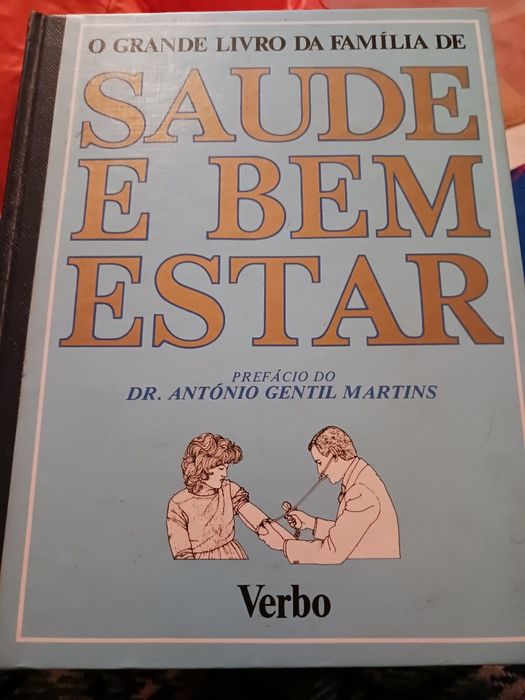 O GRANDE LIVRO DA FAMÍLIA DE
SAUDE
E BEM
ESTAR
PREFÁCIO DO
DR. ANTÓNIO GENTIL MARTINS
Verbo